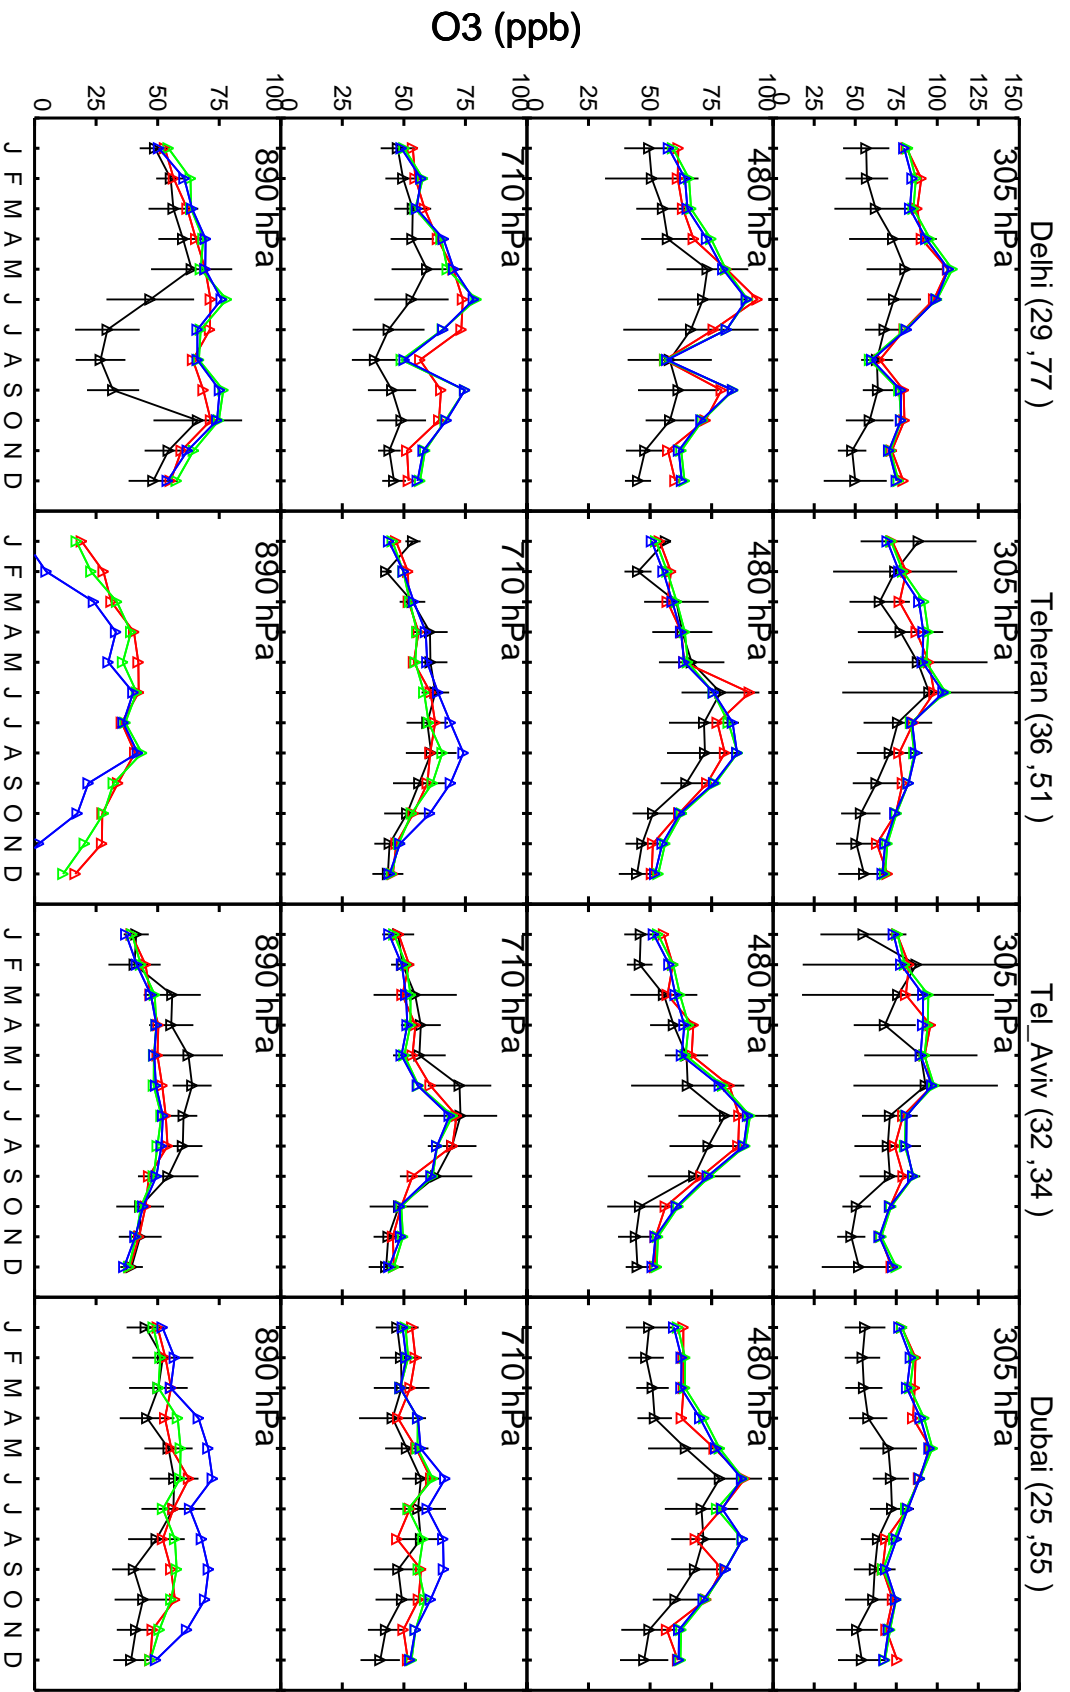 O3 (ppb)
Delhi (29 ,77 )
Teheran (36 ,51 )
Tel_Aviv (32 ,34 )
Dubai (25 ,55 )
150
305 hPa
305 hPa
305 hPa
305 hPa
125
100
75
50
25
0
100
480 hPa
480 hPa
480 hPa
480 hPa
75
50
25
0
100
710 hPa
710 hPa
710 hPa
710 hPa
75
50
25
0
100
890 hPa
890 hPa
890 hPa
890 hPa
75
50
25
0
J F M A M J J A S O N D J F M A M J J A S O N D J F M A M J J A S O N D J F M A M J J A S O N D